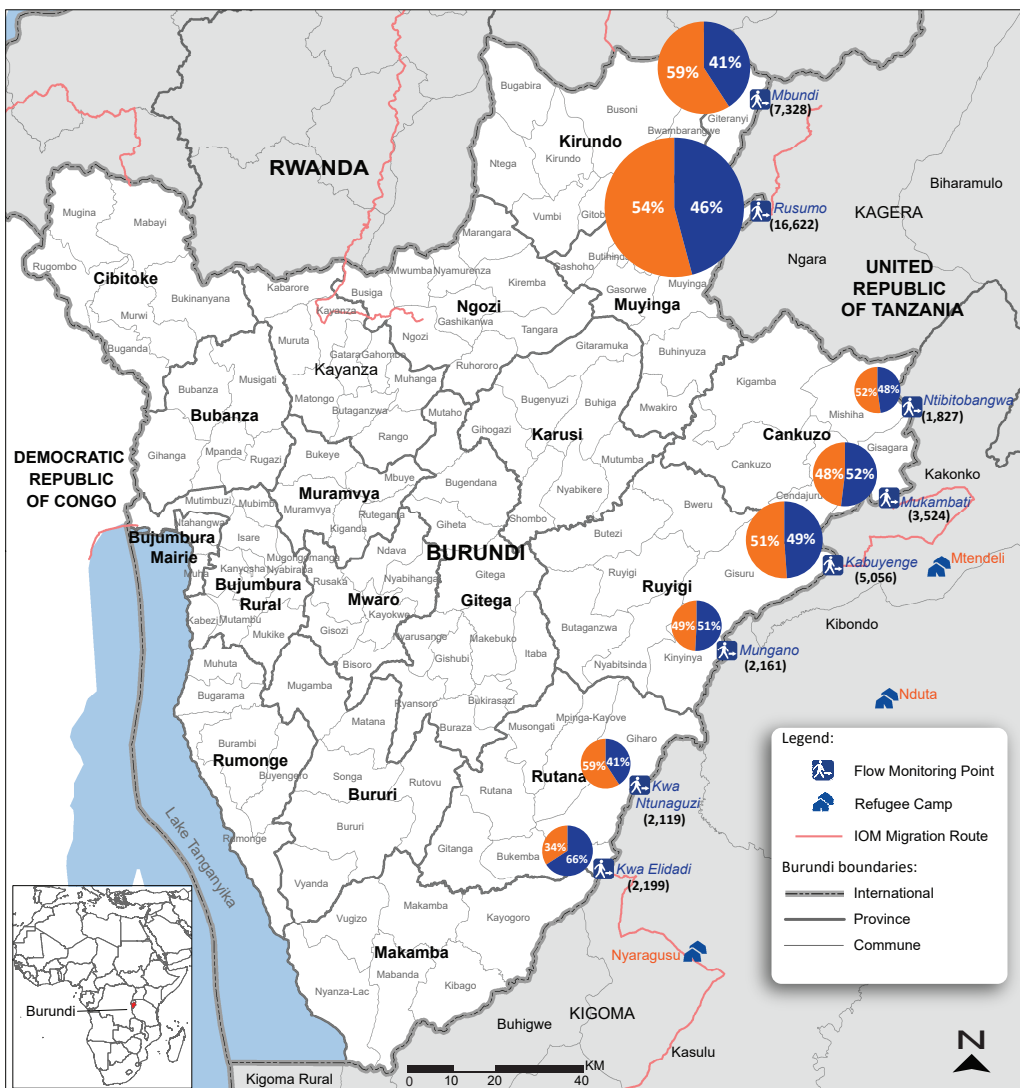 59%
41%
Mbundi
(7,328)
Bugabira
Busoni
Giteranyi
Bwambarangwe
Kirundo
Ntega
Kirundo
RWANDA
54%
46%
Rusumo
(16,622)
Biharamulo
KAGERA
Ngara
Mugina
Mabayi
Vumbi
Marangara
Rugombo
Cibitoke
Bukinanyana
Kabarore
Busiga
Mwumba
Nyamurenza
Kiremba
Gashoho
Gasorwe
Muyinga
UNITED
REPUBLIC
OF TANZANIA
Murwi
Kayanza
Ngozi
Muyinga
Buganda
Muruta
Ngozi
Gashikanwa
Tangara
Gitaramuka
Buhinyuza
Gatara
Gahombo
Kayanza
Ruhororo
Musigati
Bubanza
Bubanza
Matongo
Muhanga
Butaganzwa
Mutaho
Bugenyuzi
Buhiga
Mwakiro
Kigamba
52%
48%
Ntibitobangwa
(1,827)
Mishiha
Gihogazi
Karusi
Cankuzo
Gisagara
Rango
Bukeye
Mpanda
Gihanga
Rugazi
DEMOCRATIC
REPUBLIC
OF CONGO
Mbuye
Mutumba
Cankuzo
48%
52%
Kakonko
Bugendana
Nyabikere
Cendajuru
Mukambati
(3,524)
Muramvya
Mutimbuzi
Mubimbi
Muramvya
Rutegama
Bweru
Ntahangwa
Kiganda
Giheta
Shombo
Butezi
Bujumbura
Mairie
Isare
Ndava
BURUNDI
51%
49%
Kabuyenge
(5,056)
Mtendeli
Mugongomanga
Kanyosha
Nyabiraba
Muha
Rusaka
Nyabihanga
Gitega
Ruyigi
Gisuru
Bujumbura
Rural
Mwaro
Gitega
Ruyigi
Kabezi
Mutambu
Kayokwe
Mukike
Gisozi
Nyarusange
Makebuko
Butaganzwa
49%
51%
Kibondo
Mungano
(2,161)
Kinyinya
Muhuta
Bisoro
Gishubi
Itaba
Nyabitsinda
Bugarama
Mugamba
Ryansoro
Bukirasazi
Nduta
Matana
Buraza
Musongati
Mpinga-Kayove
Giharo
Burambi
Rumonge
Buyengero
Songa
Rutovu
59%
41%
Rutana
Kwa
Ntunaguzi
(2,119)
Bururi
Rutana
Rumonge
Bururi
Gitanga
Bukemba
34%
66%
Kwa Elidadi
(2,199)
Lake Tanganyika
Vyanda
Vugizo
Makamba
Kayogoro
Makamba
Nyaragusu
Mabanda
Kibago
Nyanza-Lac
Buhigwe
KIGOMA
Kasulu
Kigoma Rural
Burundi
Legend:
Flow Monitoring Point
Refugee Camp
IOM Migration Route
Burundi boundaries:
International
Province
Commune
N
KM
0 10 20 40